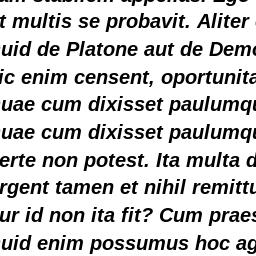 t multis se probavit. Aliter
uid de Platone aut de Dem
ic enim censent, oportunita
uae cum dixisset paulumq
uae cum dixisset paulumq
erte non potest. Ita multa d
rgent tamen et nihil remittu
ur id non ita fit? Cum praes
uid enim possumus hoc ag